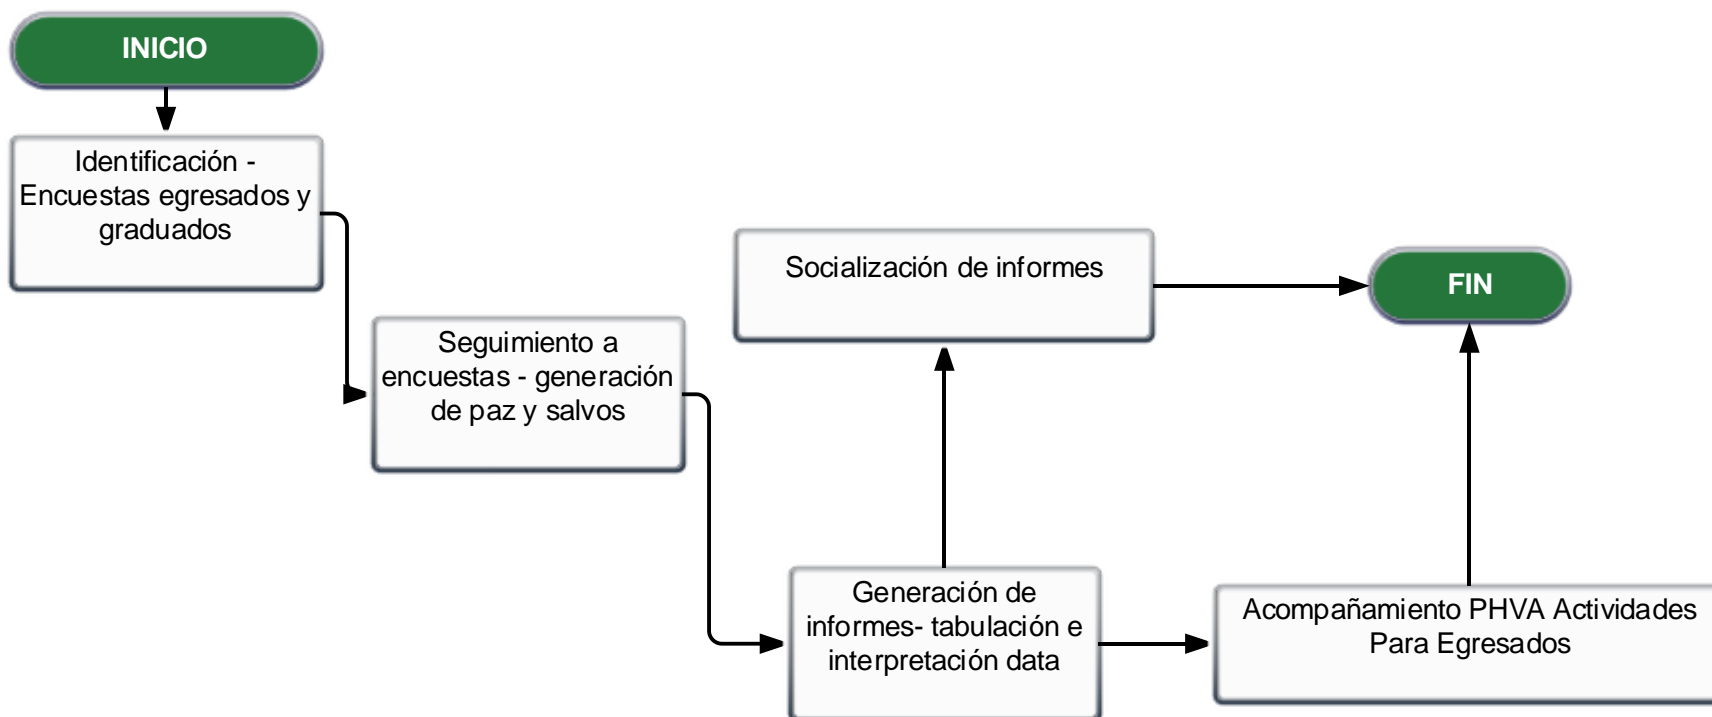 INICIO
Identificación -
Encuestas egresados y
graduados
Seguimiento a
encuestas - generación
de paz y salvos
Socialización de informes
FIN
Generación de
informes- tabulación e
interpretación data
Acompañamiento PHVA Actividades
Para Egresados